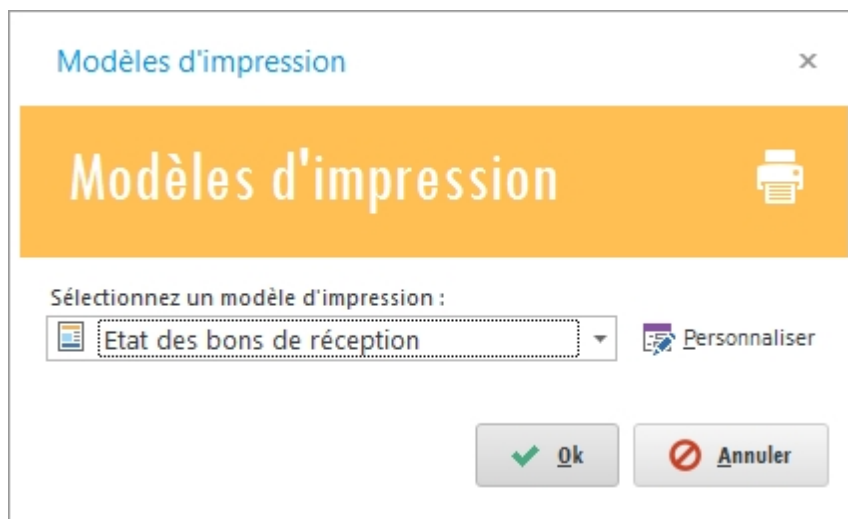 Modèles d'impression
Modèles d'impression
Sélectionnez un modèle d'impression :
Etat des bons de réception
Personnaliser
Ok
Annuler